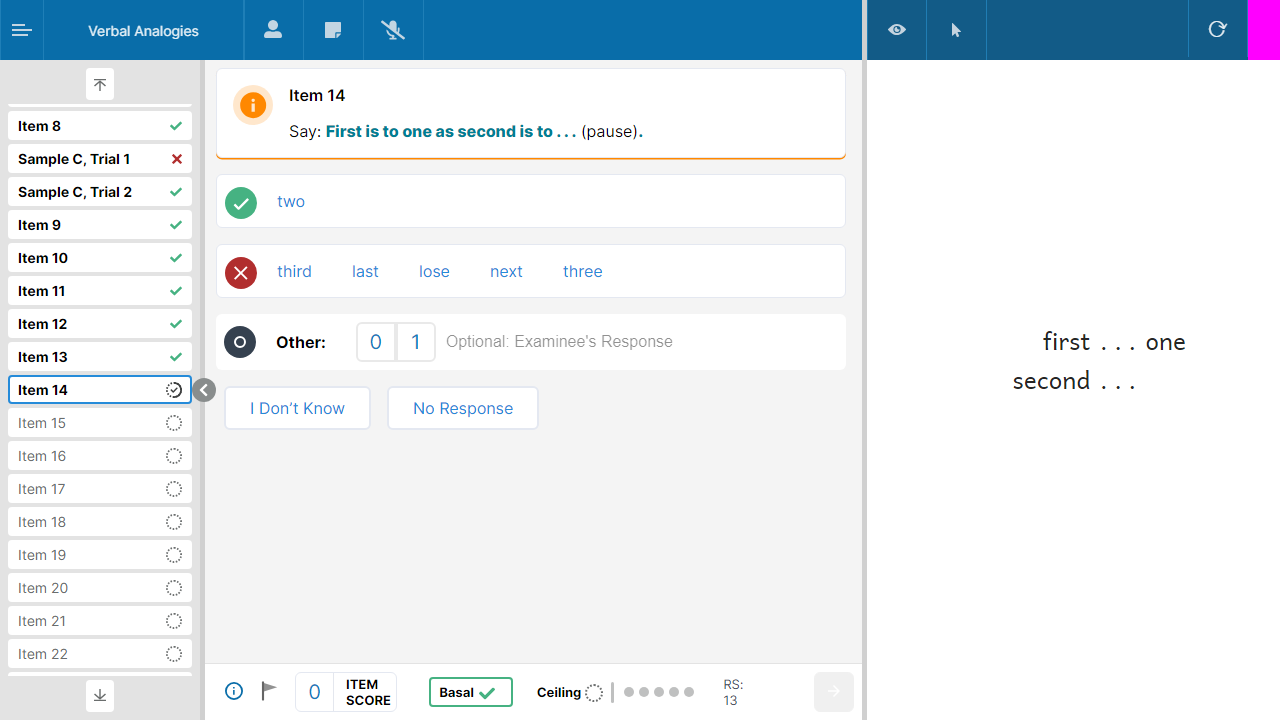 Verbal Analogies
Item 8
Sample C, Trial 1
Sample C, Trial 2
Item 9
Item 10
Item 11
Item 12
Item 13
Item 14
Item 15
Item 16
Item 17
Item 18
Item 19
Item 20
Item 21
Item 22
Item 14
Say: First is to one as second is to . . . (pause).
two
third last lose next three
Other: 0 1 Optional: Examinee's Response
I Don’t Know No Response
0 ITEM SCORE
Basal
Ceiling
RS: 13
first . . . one
second . . .